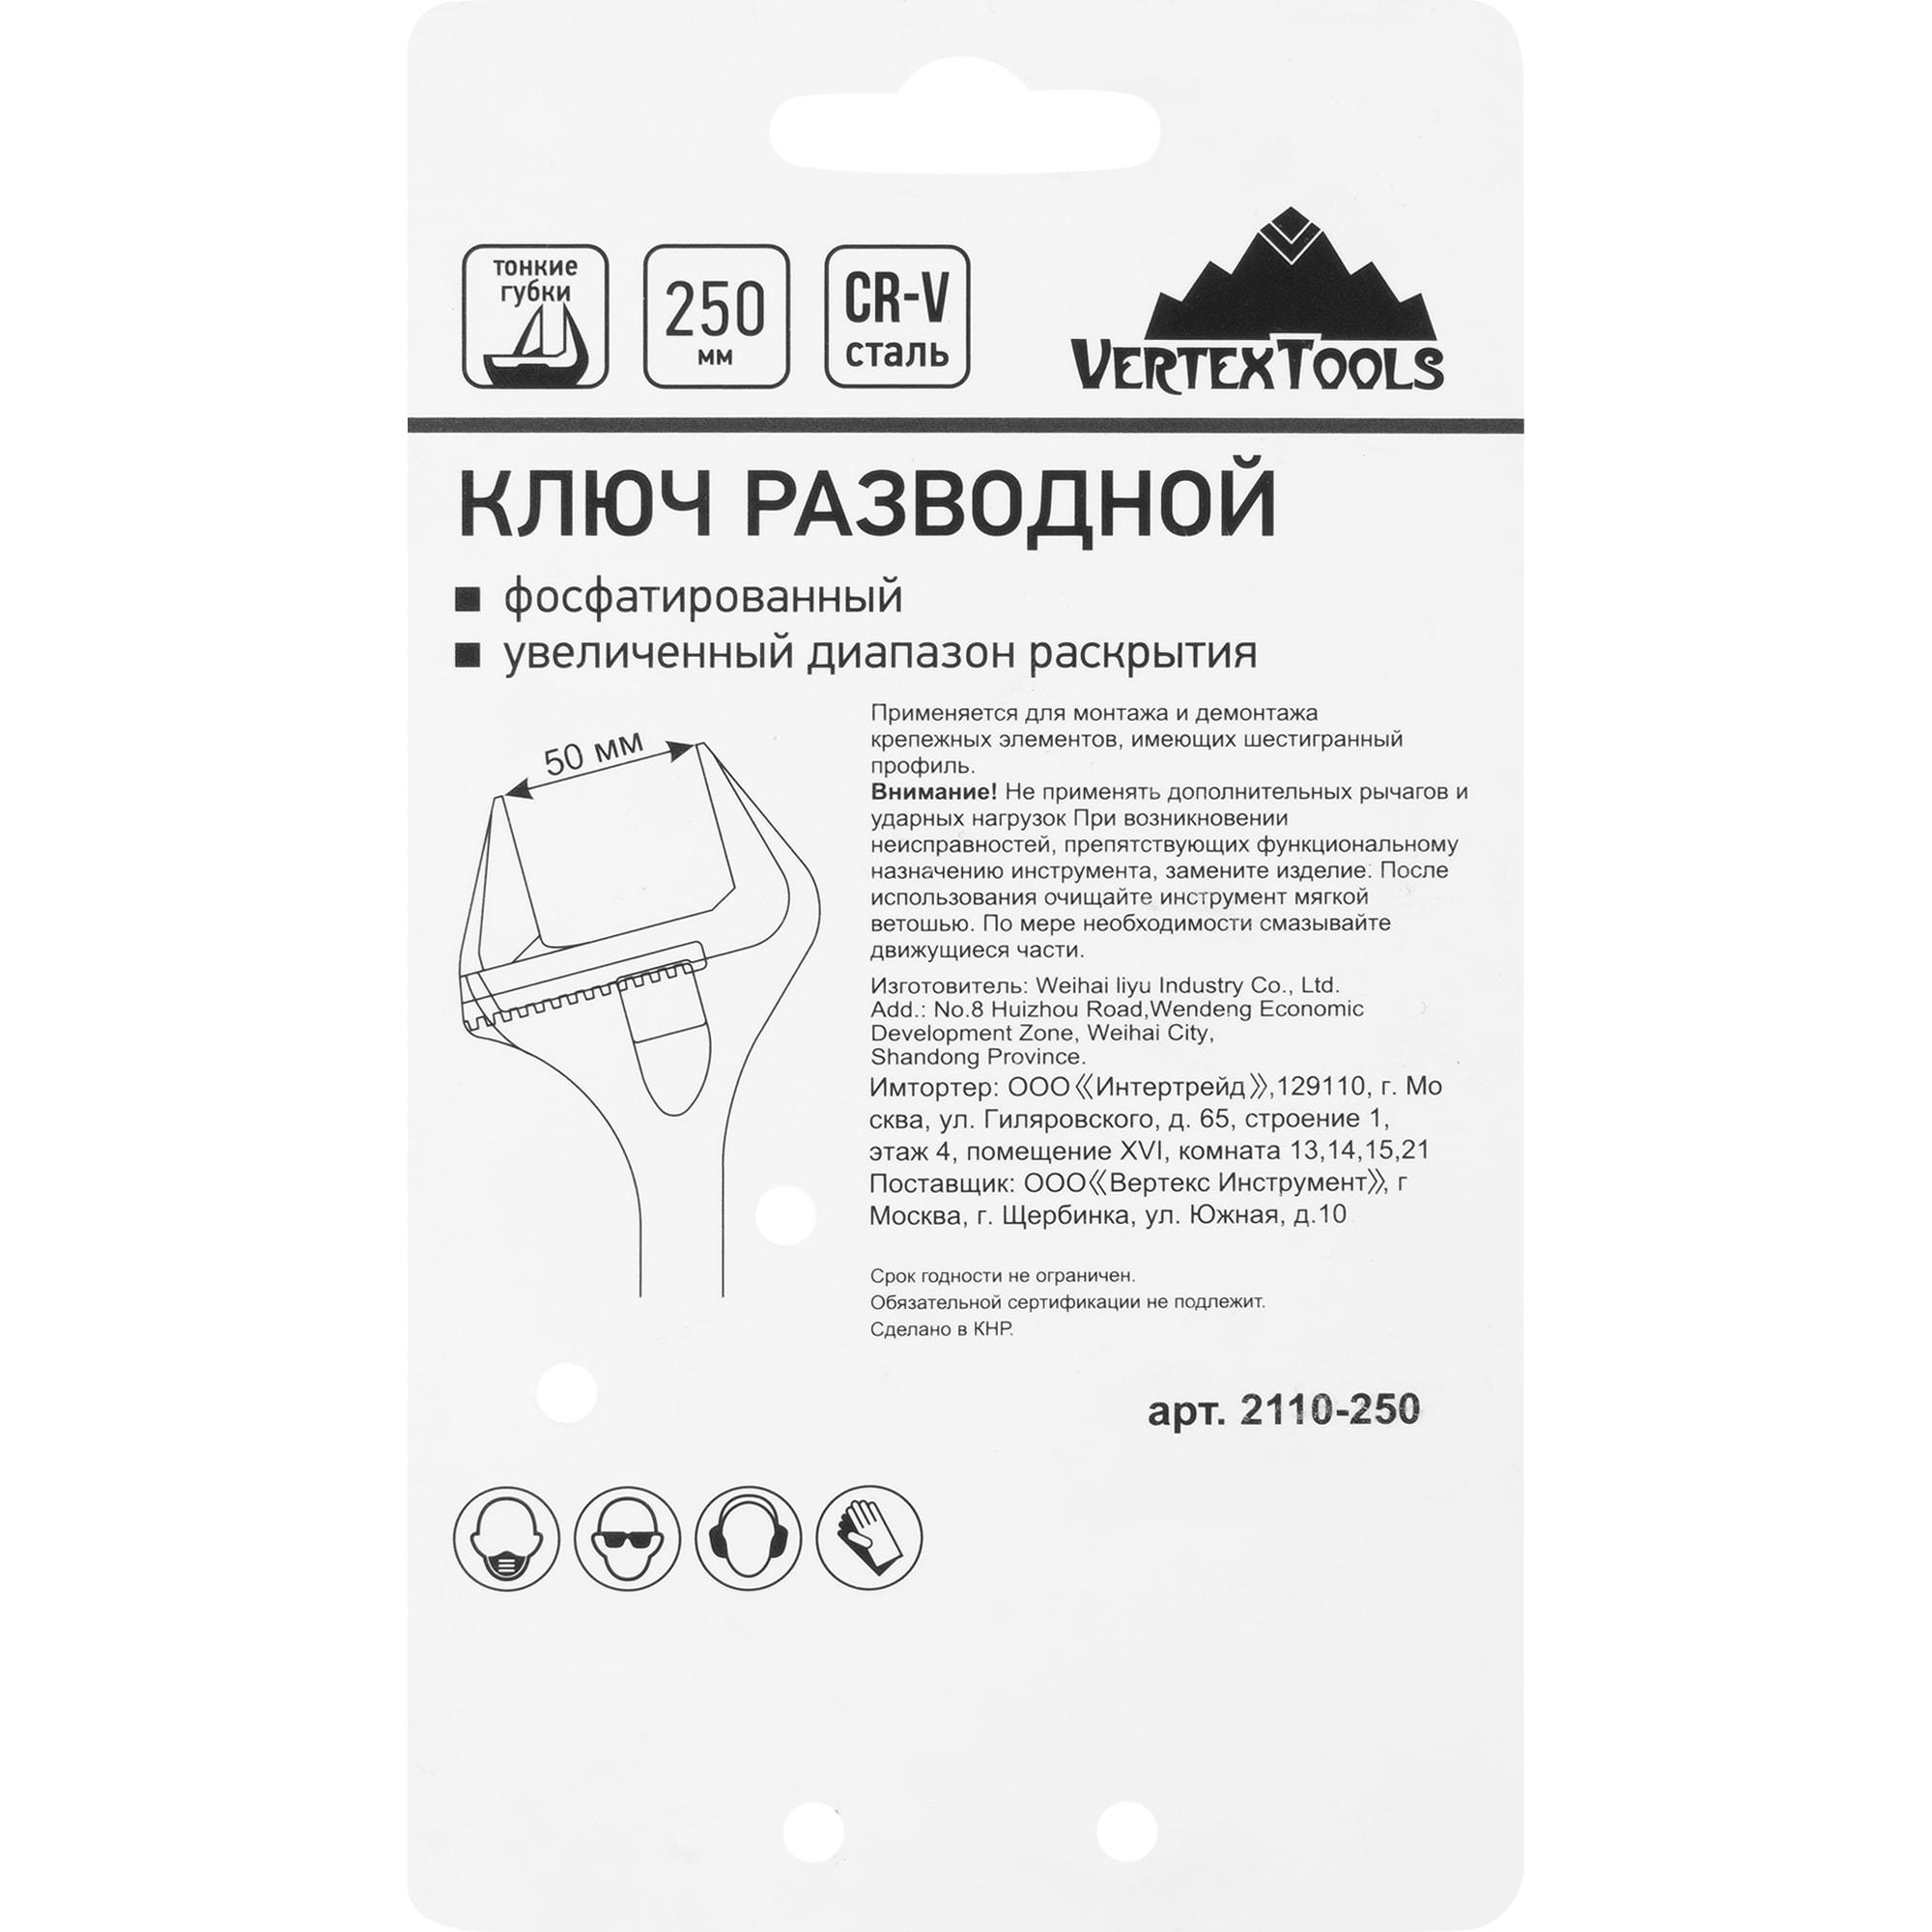 тонкие
губки
250
мм
CR-V
сталь
VERTEXTOOLS
КЛЮЧ РАЗВОДНОЙ
■ фосфатированный
■ увеличенный диапазон раскрытия
50 мм
Применяется для монтажа и демонтажа
крепежных элементов, имеющих шестигранный
профиль.
Внимание! Не применять дополнительных рычагов и
ударных нагрузок При возникновении
неисправностей, препятствующих функциональному
назначению инструмента, замените изделие. После
использования очищайте инструмент мягкой
ветошью. По мере необходимости смазывайте
движущиеся части.
Изготовитель: Weihai liyu Industry Co., Ltd.
Add.: No.8 Huizhou Road,Wendeng Economic
Development Zone, Weihai City,
Shandong Province.
Имтортер: ООО《Интертрейд》,129110, г. Мо
сква, ул. Гиляровского, д. 65, строение 1,
этаж 4, помещение XVI, комната 13,14,15,21
Поставщик: ООО《Вертекс Инструмент》, г
Москва, г. Щербинка, ул. Южная, д.10
Срок годности не ограничен.
Обязательной сертификации не подлежит.
Сделано в КНР.
арт. 2110-250